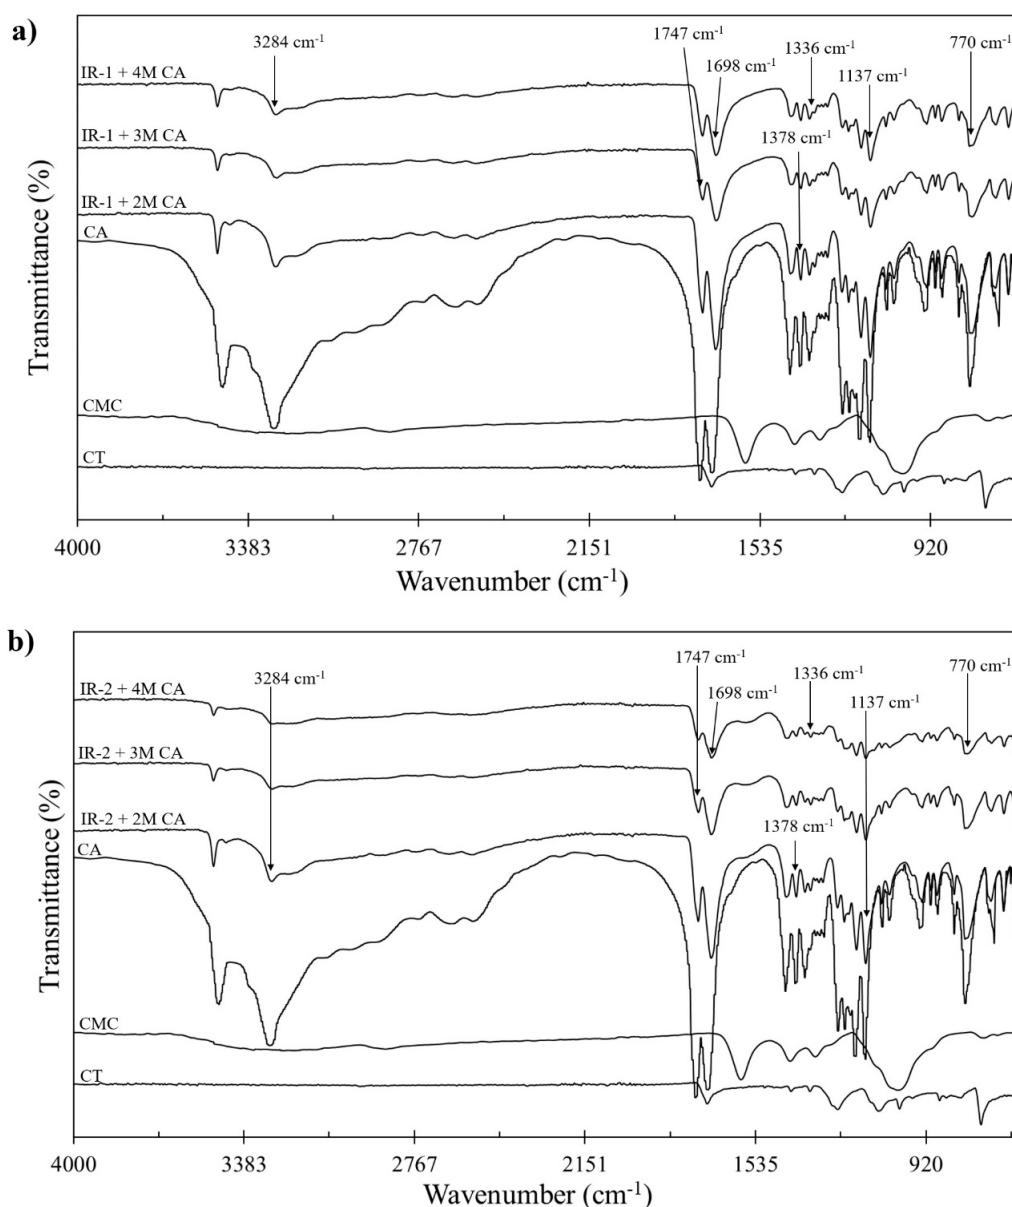 a)
3284 cm⁻¹
1747 cm⁻¹
1336 cm⁻¹
770 cm⁻¹
1698 cm⁻¹
1137 cm⁻¹
IR-1 + 4M CA
IR-1 + 3M CA
1378 cm⁻¹
IR-1 + 2M CA
CA
CMC
CT
Transmittance (%)
4000 3383 2767 2151 1535 920
Wavenumber (cm⁻¹)
b)
3284 cm⁻¹
1747 cm⁻¹
1336 cm⁻¹
770 cm⁻¹
1698 cm⁻¹
1137 cm⁻¹
IR-2 + 4M CA
IR-2 + 3M CA
IR-2 + 2M CA
1378 cm⁻¹
CA
CMC
CT
Transmittance (%)
4000 3383 2767 2151 1535 920
Wavenumber (cm⁻¹)